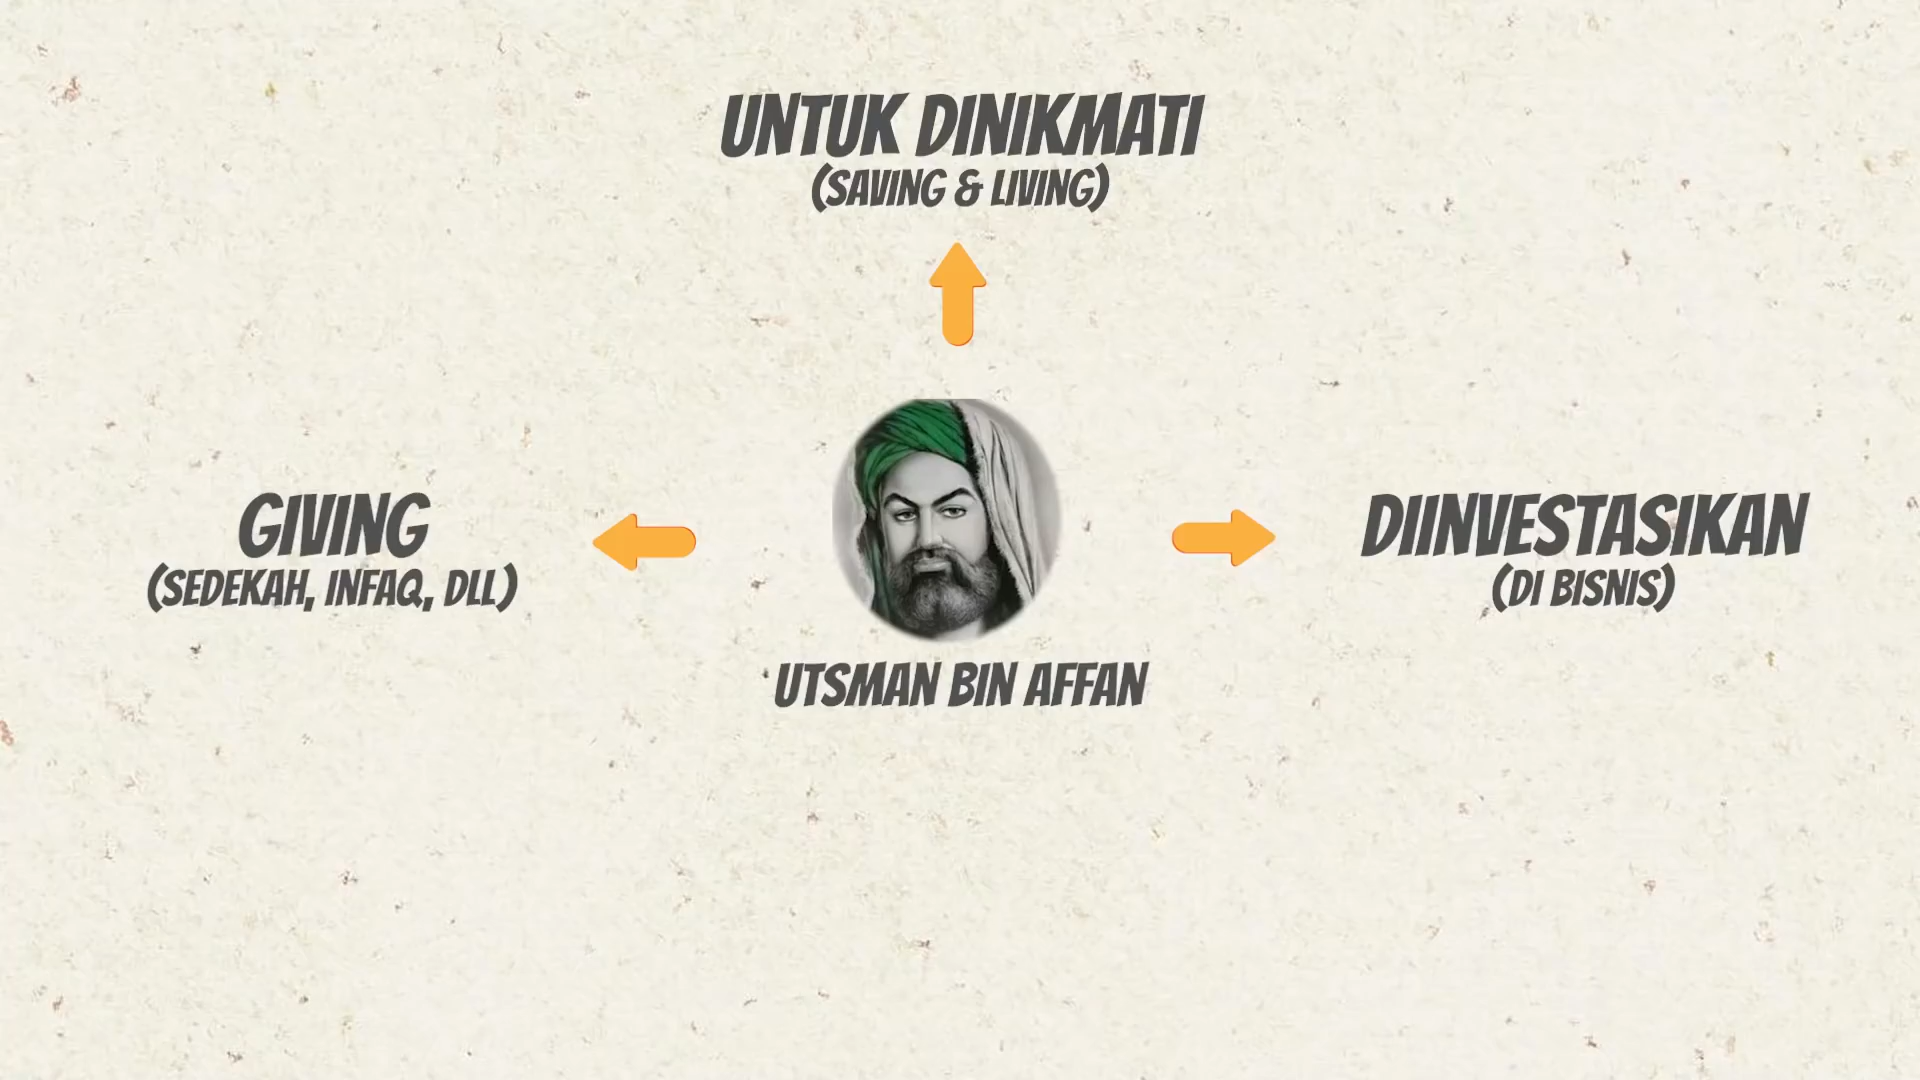 UNTUK DINIKMATI
(SAVING & LIVING)
GIVING
(SEDEKAH, INFAQ, DLL)
DIINVESTASIKAN
(DI BISNIS)
UTSMAN BIN AFFAN